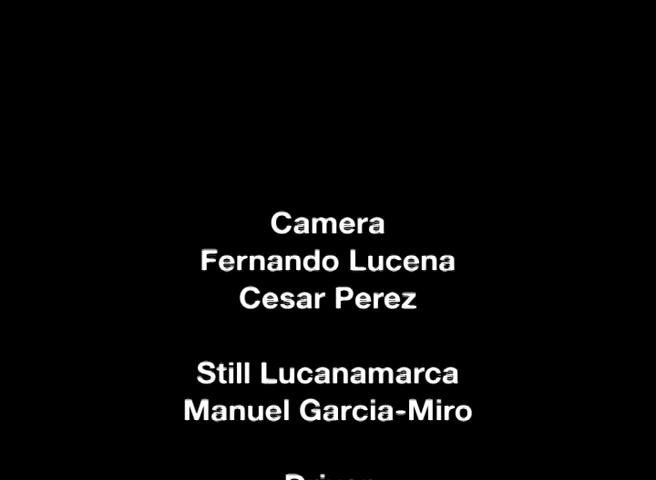 Camera
Fernando Lucena
Cesar Perez
Still Lucanamarca
Manuel Garcia-Miro